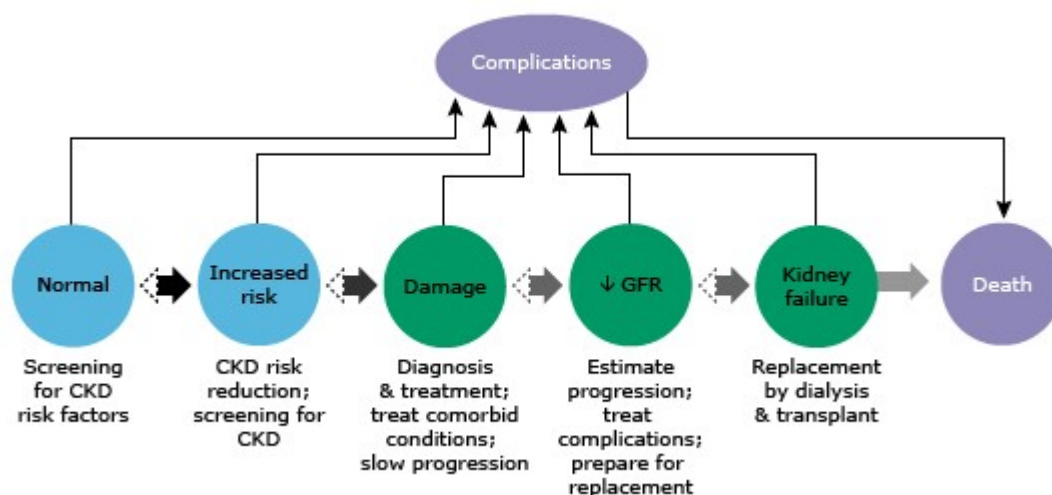 Complications
Normal
Increased
risk
Damage
↓ GFR
Kidney
failure
Death
Screening
for CKD
risk factors
CKD risk
reduction;
screening for
CKD
Diagnosis
& treatment;
treat comorbid
conditions;
slow progression
Estimate
progression;
treat
complications;
prepare for
replacement
Replacement
by dialysis
& transplant